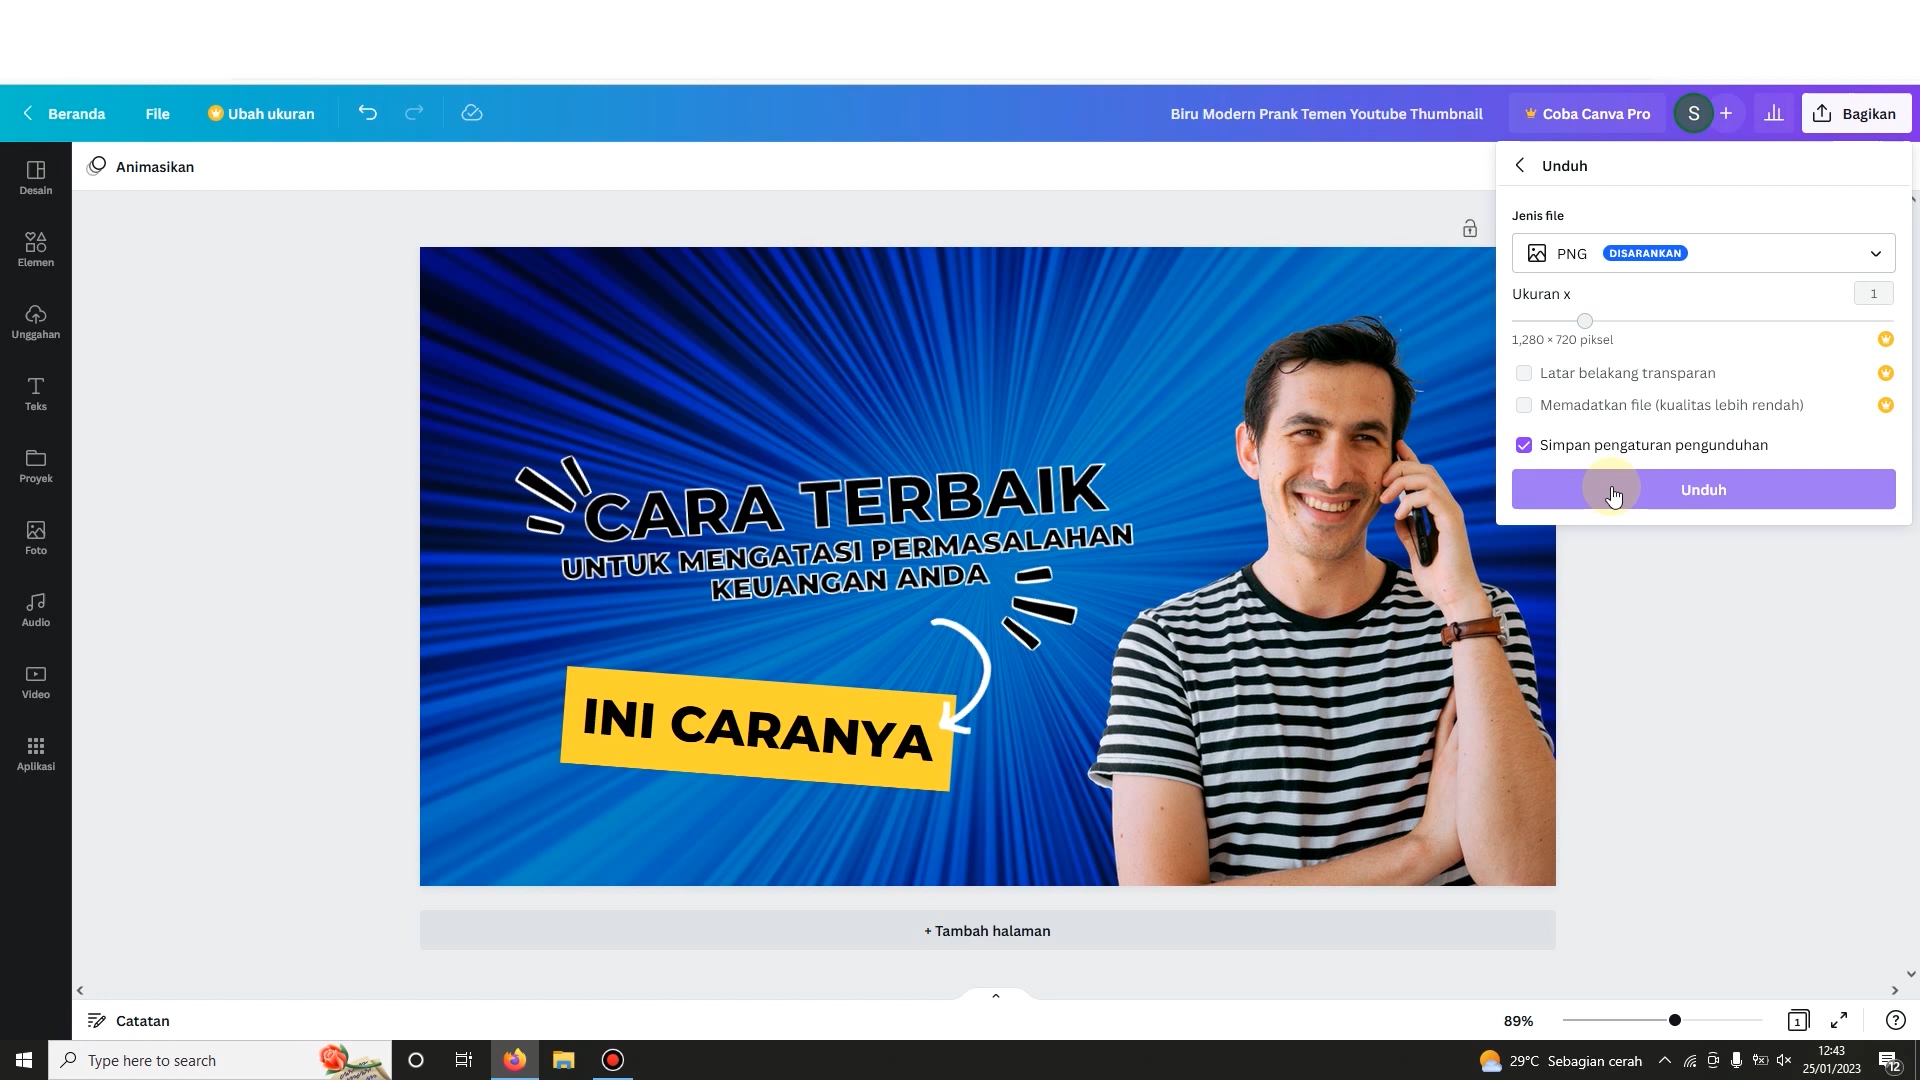 Beranda
File
Ubah ukuran
Biru Modern Prank Temen Youtube Thumbnail
Coba Canva Pro
S
Bagikan
Desain
Elemen
Unggahan
Teks
Proyek
Foto
Audio
Video
Aplikasi
Animasikan
CARA TERBAIK
UNTUK MENGATASI PERMASALAHAN
KEUANGAN ANDA
INI CARANYA
+ Tambah halaman
Unduh
Jenis file
PNG DISARANKAN
Ukuran x
1
1,280 × 720 piksel
Latar belakang transparan
Memadatkan file (kualitas lebih rendah)
Simpan pengaturan pengunduhan
Unduh
Catatan
89%
1
Type here to search
29°C Sebagian cerah
12:43
25/01/2023
12